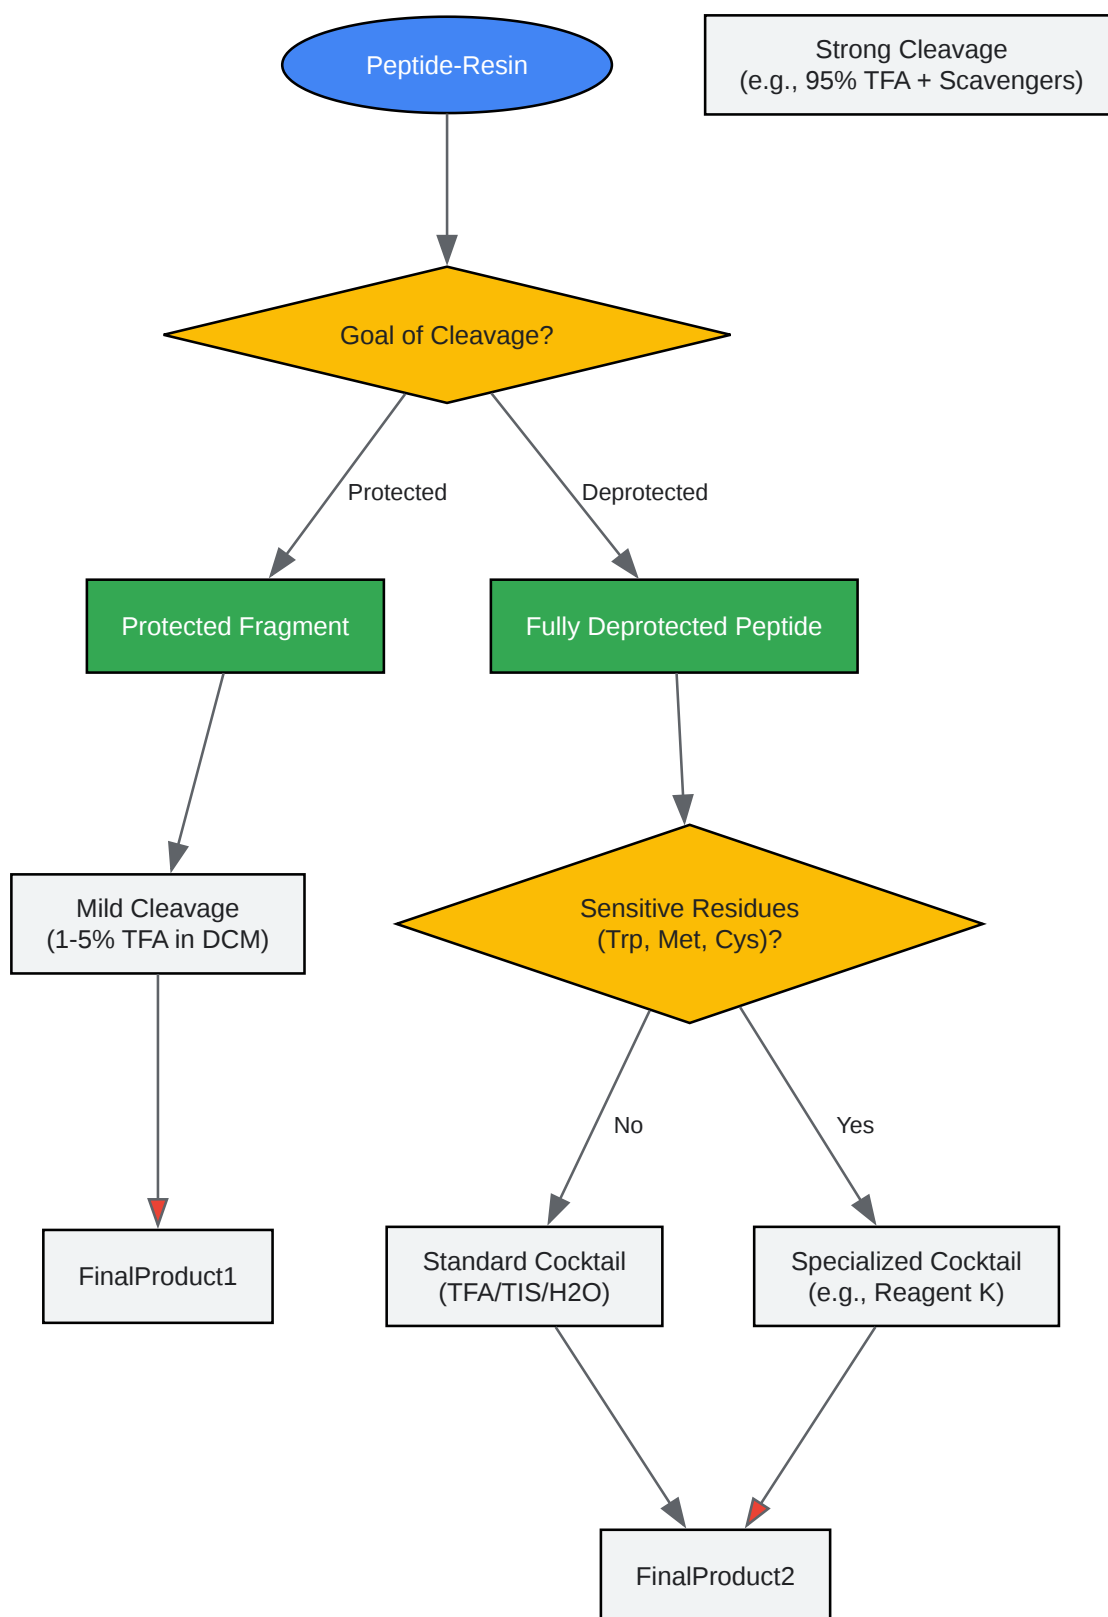 Peptide-Resin
Strong Cleavage
(e.g., 95% TFA + Scavengers)
Goal of Cleavage?
Protected
Deprotected
Protected Fragment
Fully Deprotected Peptide
Mild Cleavage
(1-5% TFA in DCM)
Sensitive Residues
(Trp, Met, Cys)?
No
Yes
FinalProduct1
Standard Cocktail
(TFA/TIS/H2O)
Specialized Cocktail
(e.g., Reagent K)
FinalProduct2